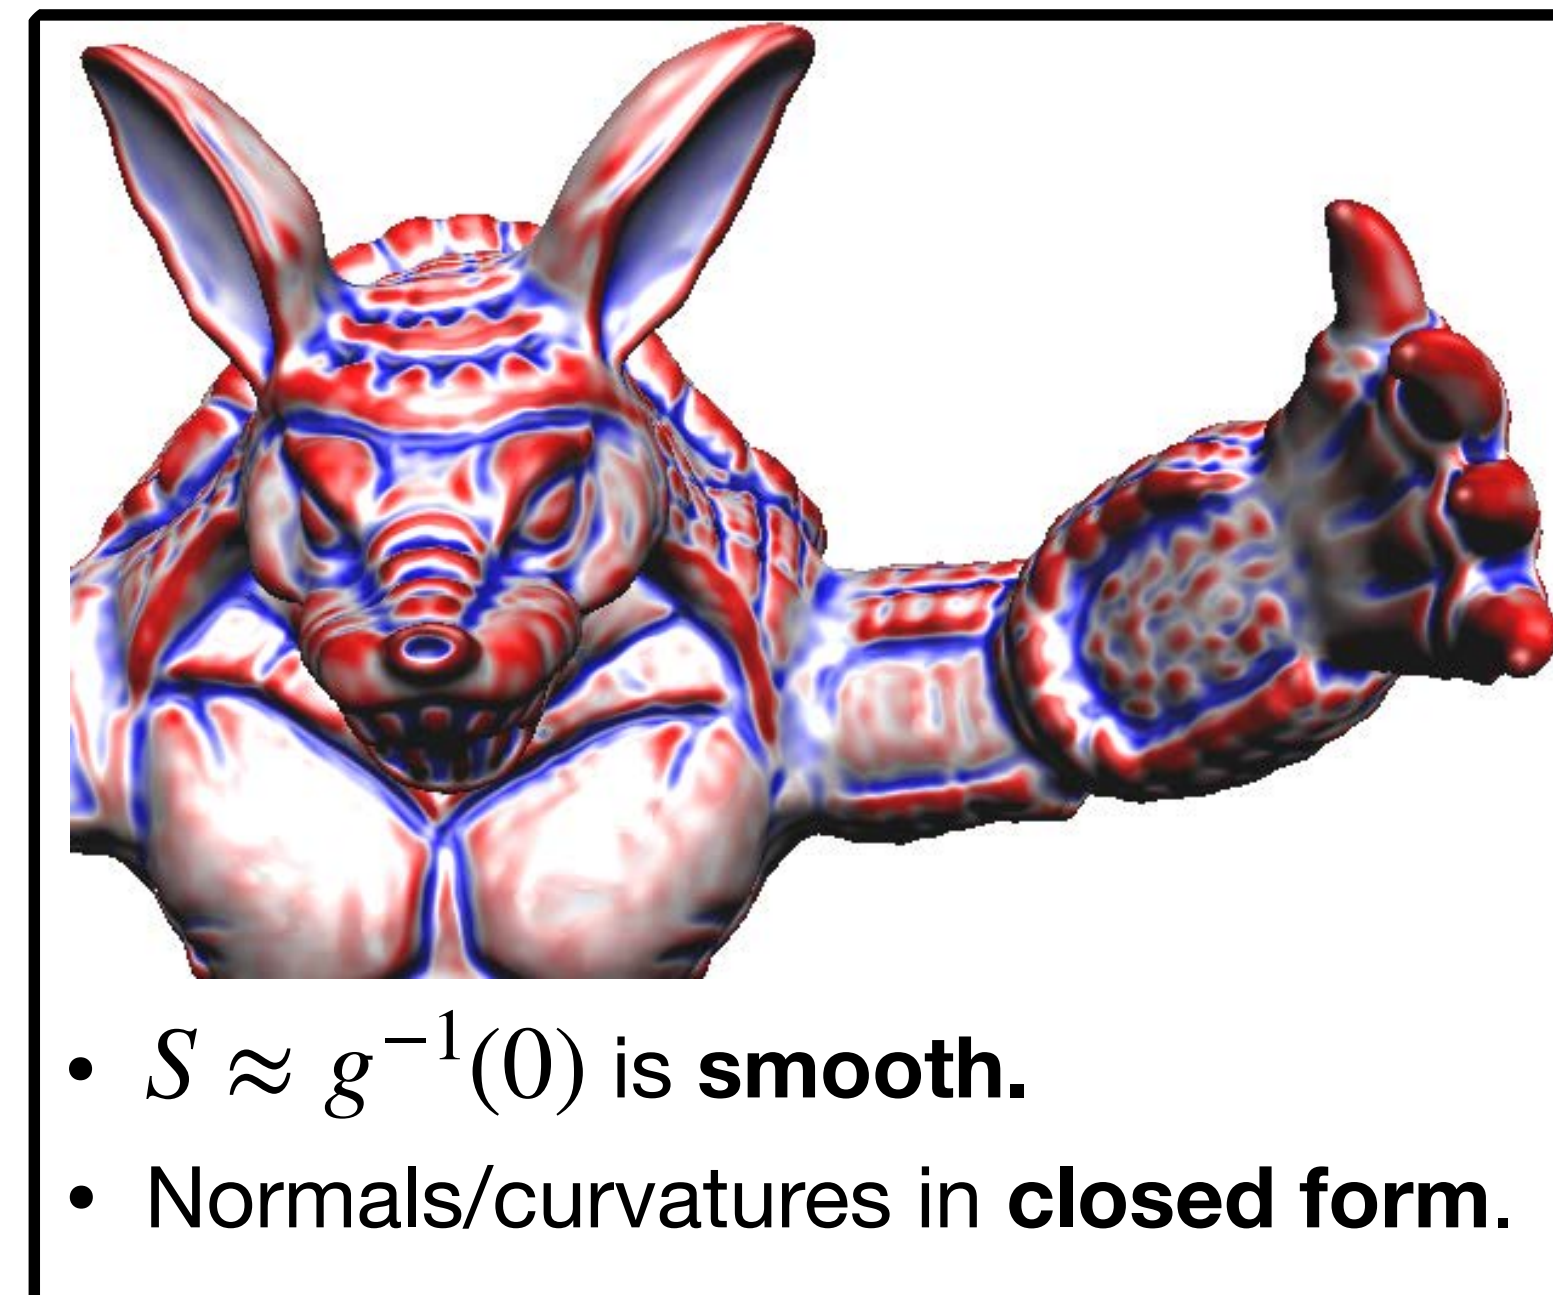 • S ≈ g⁻¹(0) is smooth.
• Normals/curvatures in closed form.